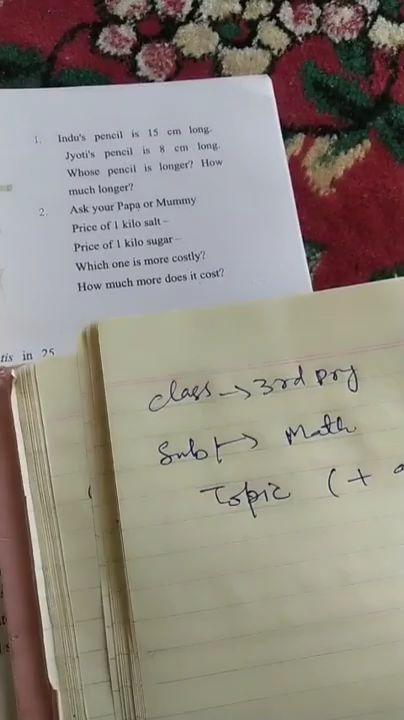 1. Indu's pencil is 15 cm long.
Jyoti's pencil is 8 cm long.
Whose pencil is longer? How
much longer?
2. Ask your Papa or Mummy
Price of 1 kilo salt –
Price of 1 kilo sugar –
Which one is more costly?
How much more does it cost?
tis in 25
Class → 3rd pry
Subt → Math
Topic (+